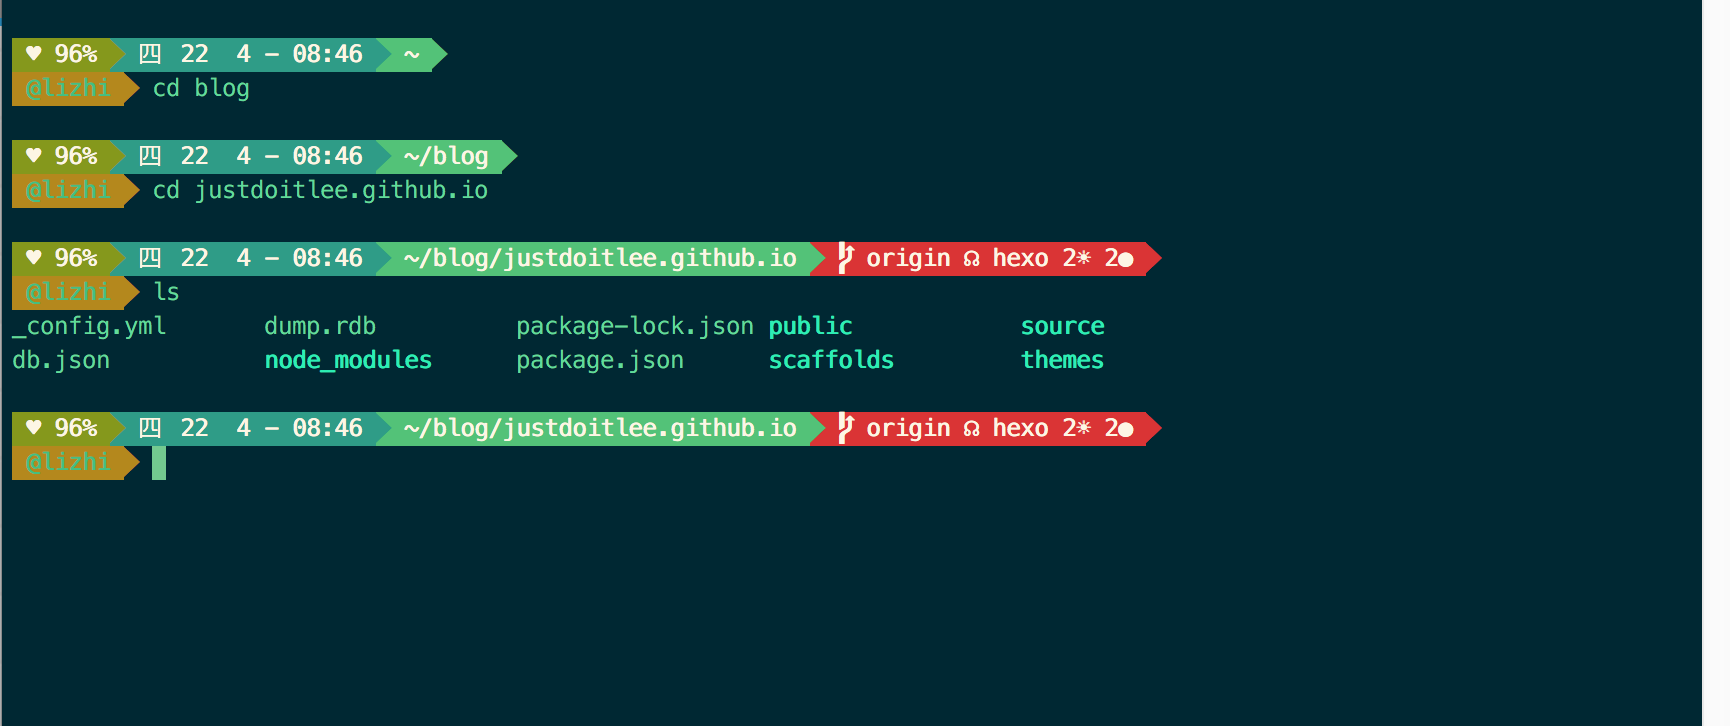 ♥ 96% 四 22 4 – 08:46 ~
@lizhi cd blog
♥ 96% 四 22 4 – 08:46 ~/blog
@lizhi cd justdoitlee.github.io
♥ 96% 四 22 4 – 08:46 ~/blog/justdoitlee.github.io origin ☊ hexo 2☀ 2●
@lizhi ls
_config.yml dump.rdb package-lock.json public source
db.json node_modules package.json scaffolds themes
♥ 96% 四 22 4 – 08:46 ~/blog/justdoitlee.github.io origin ☊ hexo 2☀ 2●
@lizhi